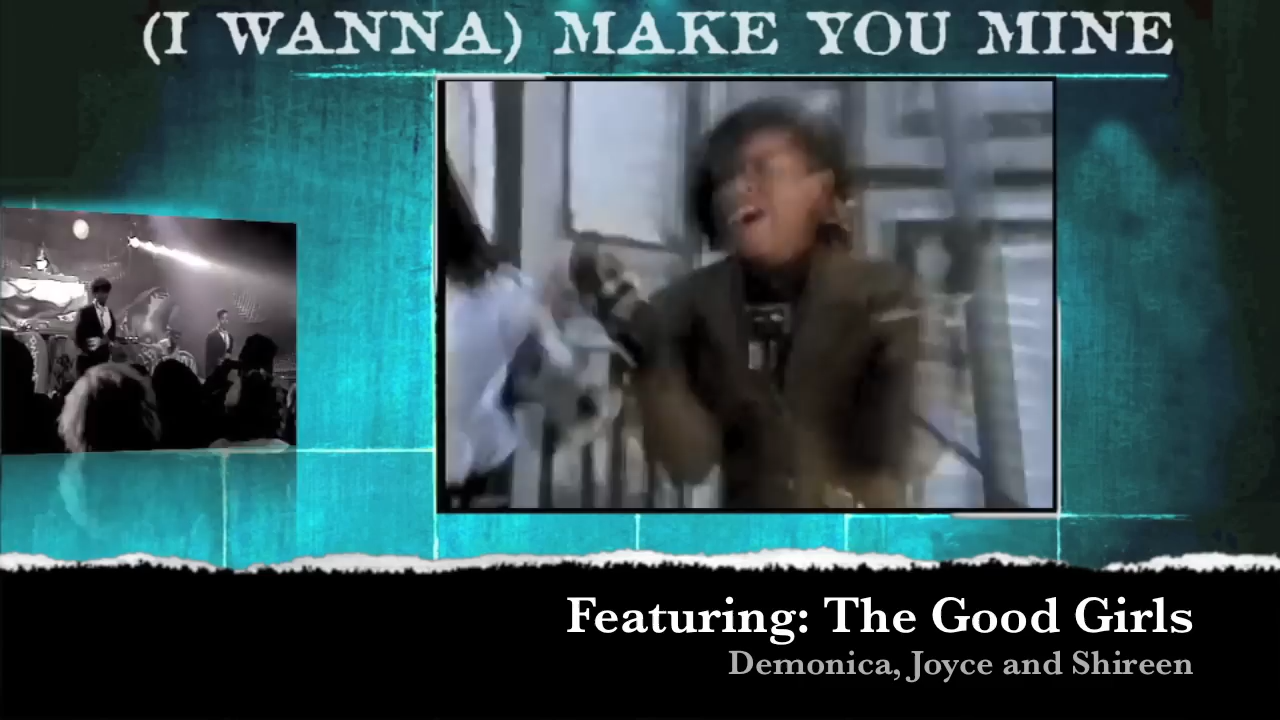 (I WANNA) MAKE YOU MINE
Featuring: The Good Girls
Demonica, Joyce and Shireen